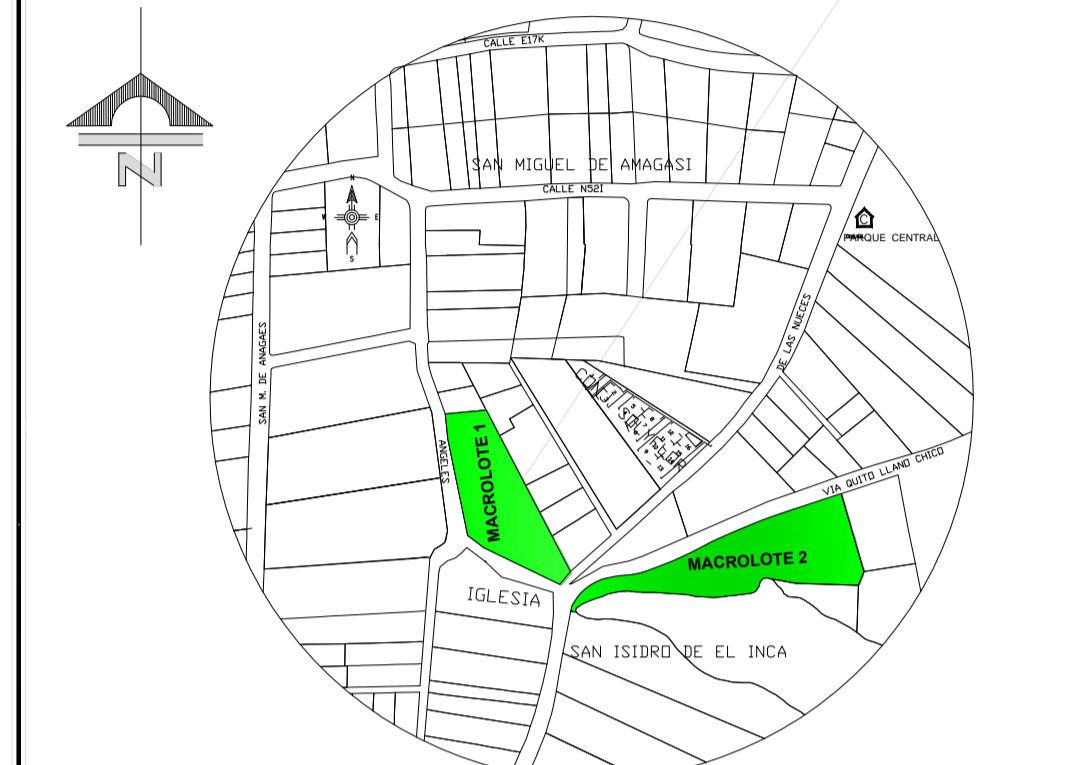 CALLE E17K
SAN MIGUEL DE AMAGASI
CALLE N52I
N
N
W
E
S
C
PARQUE CENTRAL
SAN M. DE ANAGAES
DE LAS NUECES
ANGELES
MACROLOTE 1
VIA QUITO LLANO CHICO
MACROLOTE 2
IGLESIA
SAN ISIDRO DE EL INCA